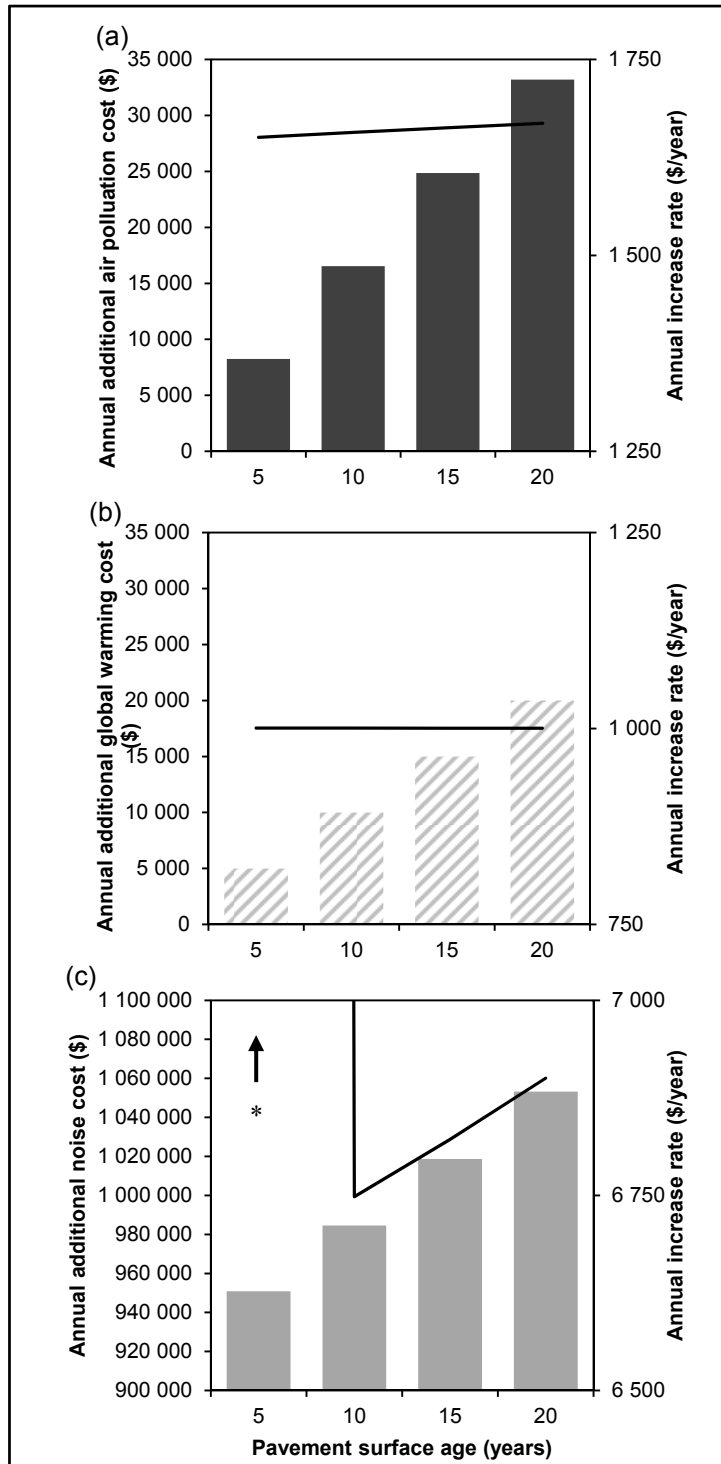 (a)
Annual additional air polluation cost ($)
35 000
30 000
25 000
20 000
15 000
10 000
5 000
0
1 750
1 500
1 250
Annual increase rate ($/year)
5 10 15 20
(b)
Annual additional global warming cost
($)
35 000
30 000
25 000
20 000
15 000
10 000
5 000
0
1 250
1 000
750
Annual increase rate ($/year)
5 10 15 20
(c)
Annual additional noise cost ($)
1 100 000
1 080 000
1 060 000
1 040 000
1 020 000
1 000 000
980 000
960 000
940 000
920 000
900 000
*
7 000
6 750
6 500
Annual increase rate ($/year)
5 10 15 20
Pavement surface age (years)